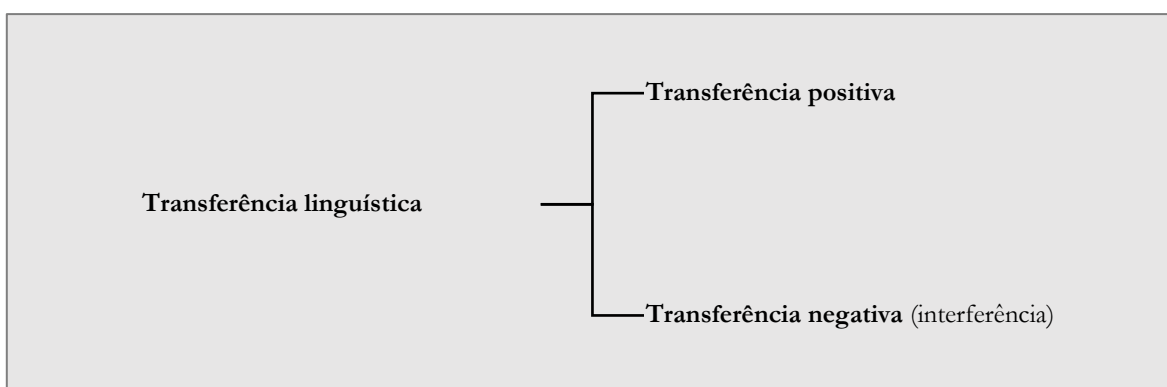 Transferência positiva
Transferência linguística
Transferência negativa (interferência)